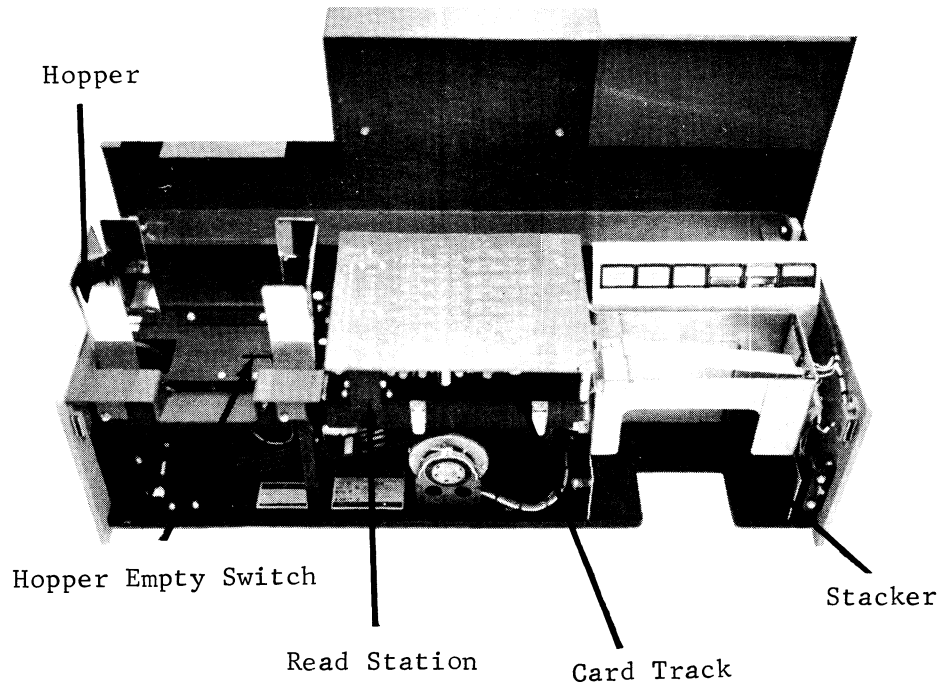 Hopper
Hopper Empty Switch
Stacker
Read Station
Card Track